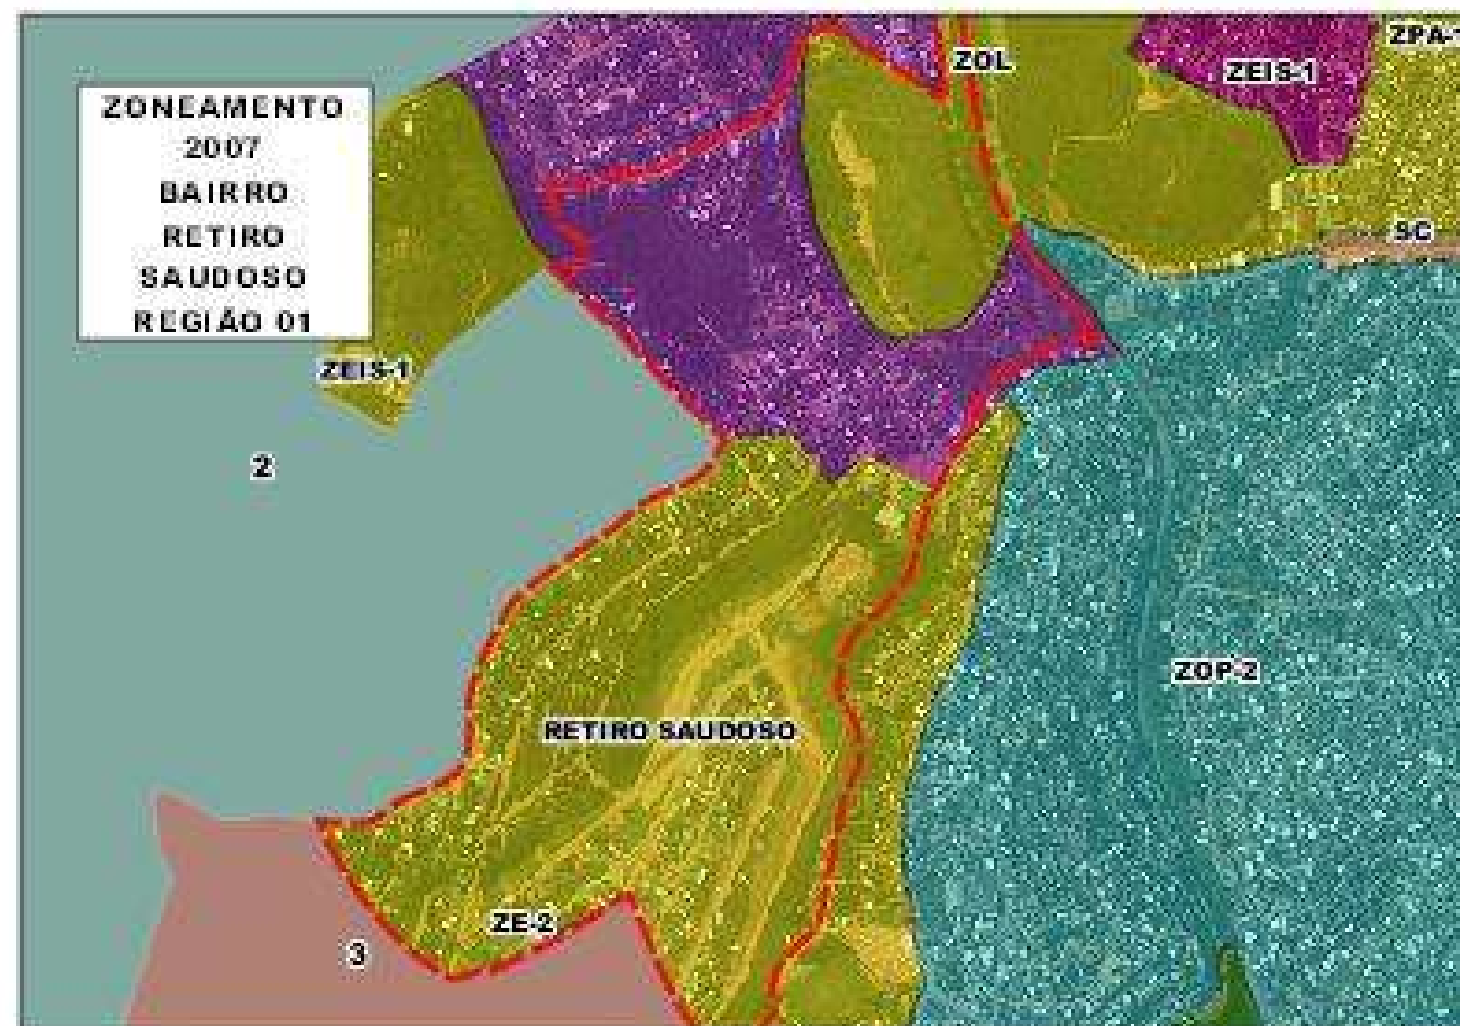 ZONEAMENTO
2007
BAIRRO
RETIRO
SAUDOSO
REGIÃO 01
ZOL
ZEIS-1
ZPA-1
SC
ZEIS-1
2
ZOP-2
RETIRO SAUDOSO
ZE-2
3